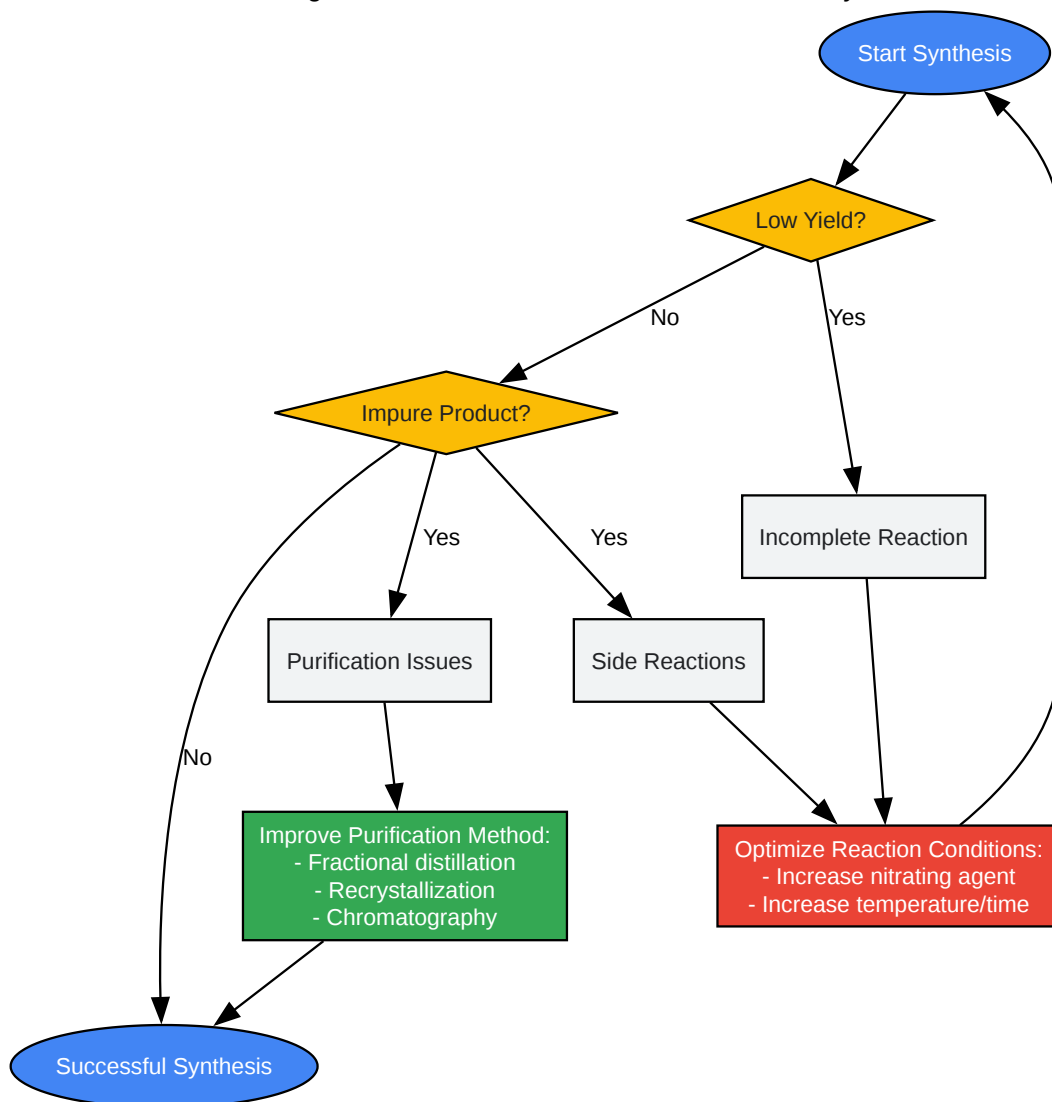 Start Synthesis
Low Yield?
No
Yes
Impure Product?
Yes
Yes
Incomplete Reaction
Purification Issues
Side Reactions
No
Improve Purification Method:
- Fractional distillation
- Recrystallization
- Chromatography
Optimize Reaction Conditions:
- Increase nitrating agent
- Increase temperature/time
Successful Synthesis